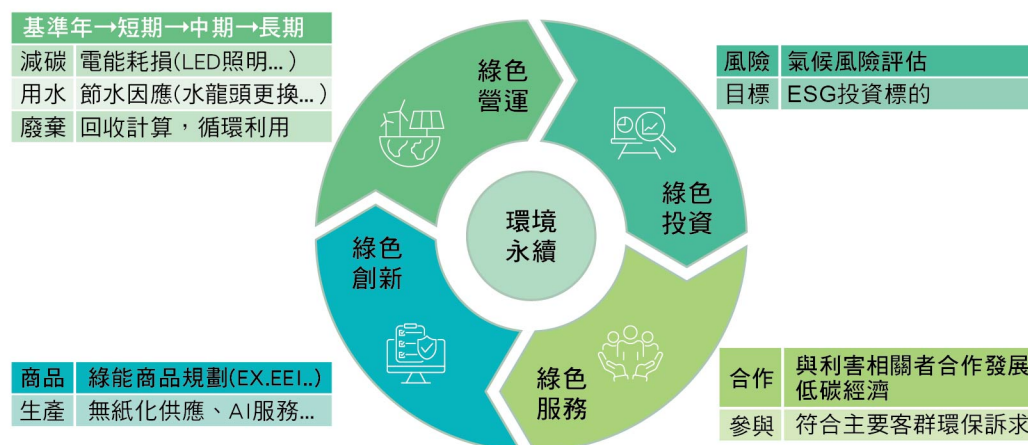 基準年→短期→中期→長期
減碳 電能耗損(LED照明...)
用水 節水因應(水龍頭更換...)
廢棄 回收計算，循環利用
綠色
營運
風險 氣候風險評估
目標 ESG投資標的
綠色
投資
環境
永續
綠色
創新
綠色
服務
商品 綠能商品規劃(EX.EEI..)
生產 無紙化供應、AI服務...
合作 與利害相關者合作發展
低碳經濟
參與 符合主要客群環保訴求